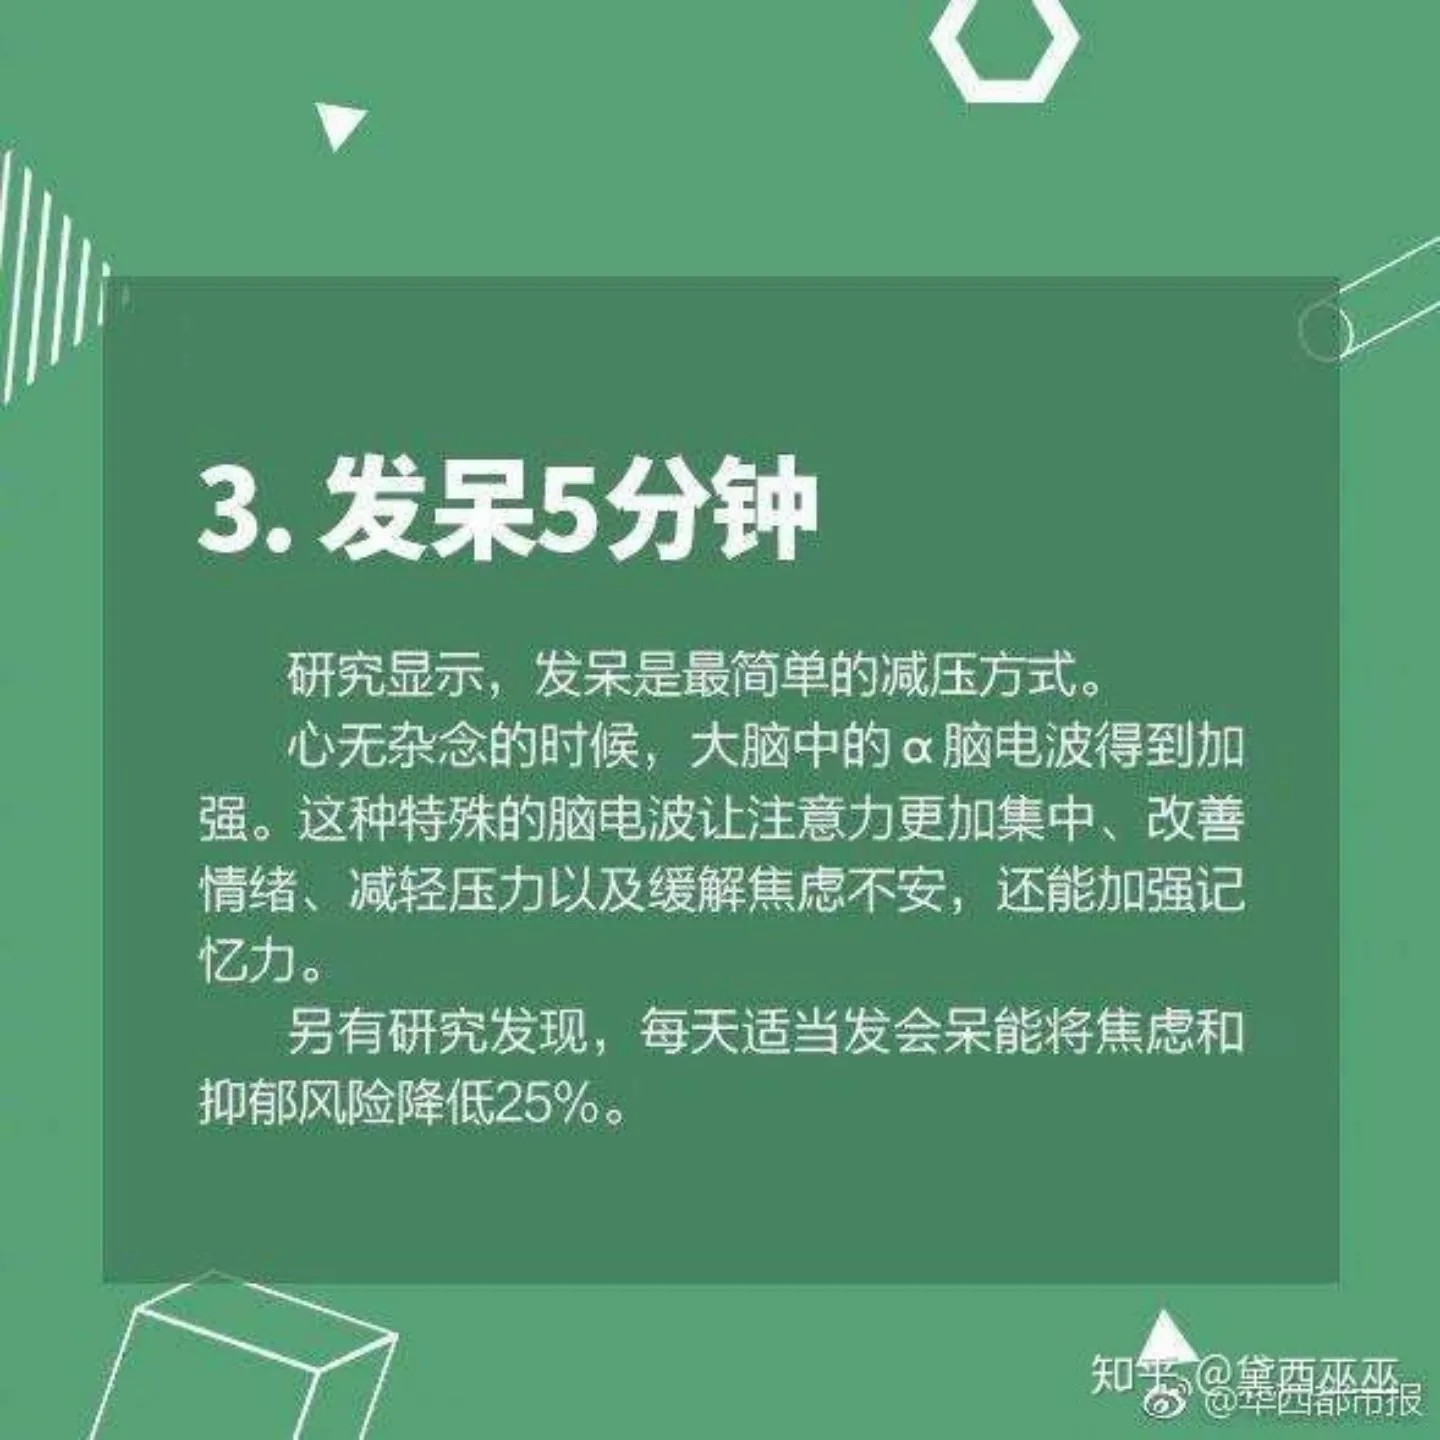 3. 发呆5分钟
研究显示，发呆是最简单的减压方式。
心无杂念的时候，大脑中的α脑电波得到加
强。这种特殊的脑电波让注意力更加集中、改善
情绪、减轻压力以及缓解焦虑不安，还能加强记
忆力。
另有研究发现，每天适当发会呆能将焦虑和
抑郁风险降低25%。
知乎 @黛西巫巫
@华西都市报